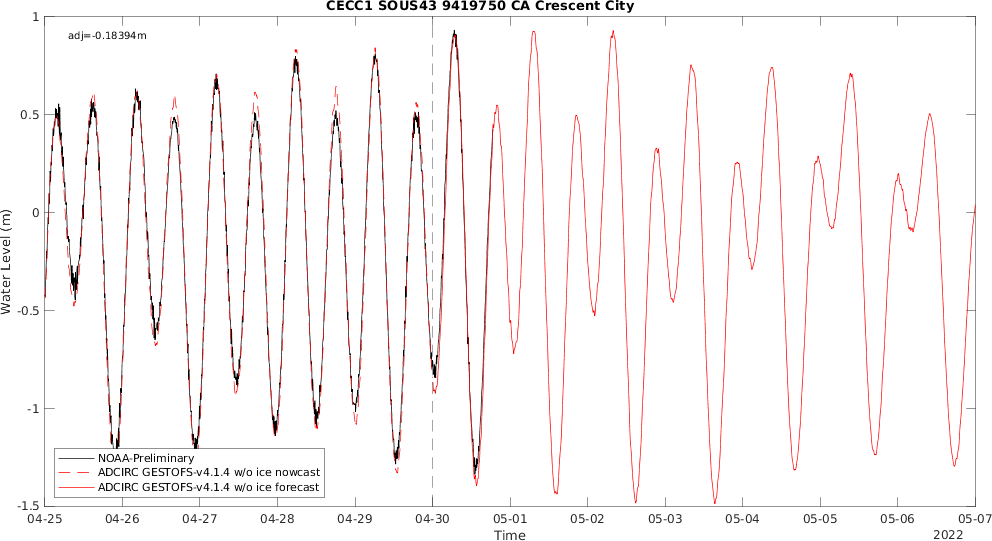 CECC1 SOUS43 9419750 CA Crescent City
adj=-0.18394m
1
0.5
0
-0.5
-1
-1.5
Water Level (m)
NOAA-Preliminary
ADCIRC GESTOFS-v4.1.4 w/o ice nowcast
ADCIRC GESTOFS-v4.1.4 w/o ice forecast
04-25 04-26 04-27 04-28 04-29 04-30 05-01 05-02 05-03 05-04 05-05 05-06 05-07
Time
2022